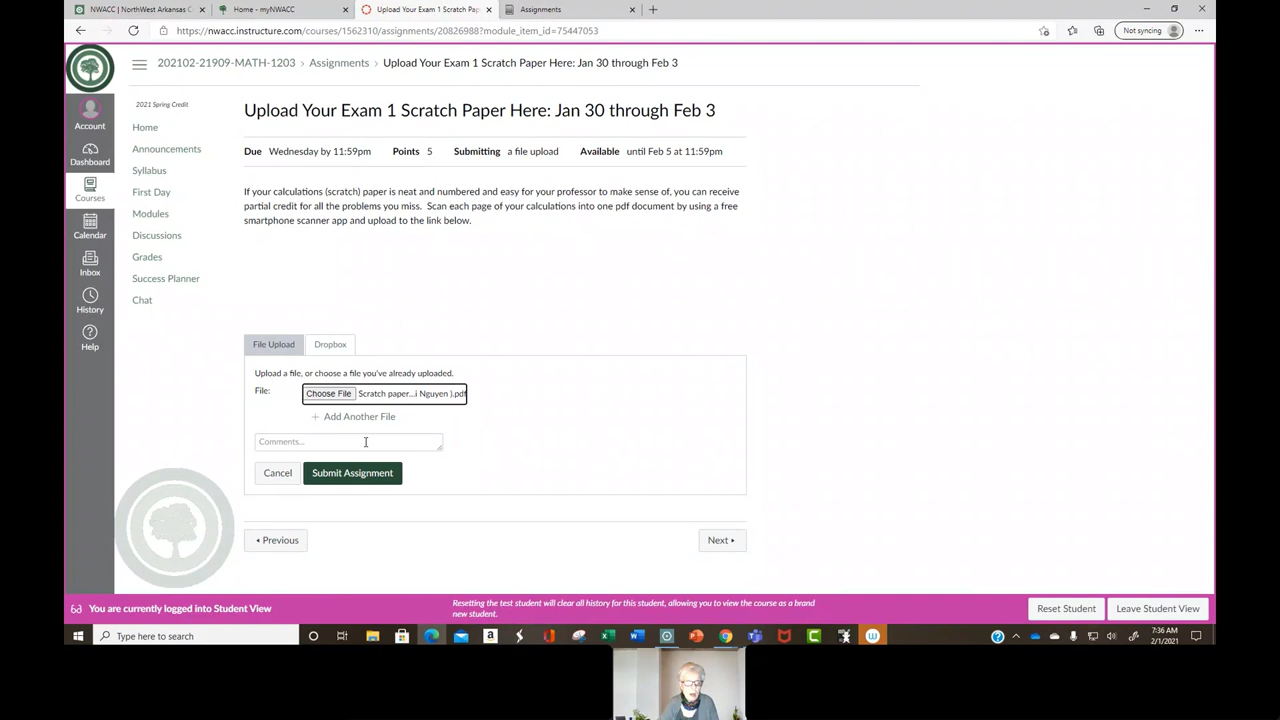 NWACC | NorthWest Arkansas C
Home - myNWACC
Upload Your Exam 1 Scratch Pap
Assignments
https://nwacc.instructure.com/courses/1562310/assignments/20826988?module_item_id=75447053
Not syncing
202102-21909-MATH-1203 > Assignments > Upload Your Exam 1 Scratch Paper Here: Jan 30 through Feb 3
2021 Spring Credit
Account
Dashboard
Courses
Calendar
Inbox
History
Help
Home
Announcements
Syllabus
First Day
Modules
Discussions
Grades
Success Planner
Chat
Upload Your Exam 1 Scratch Paper Here: Jan 30 through Feb 3
Due Wednesday by 11:59pm Points 5 Submitting a file upload Available until Feb 5 at 11:59pm
If your calculations (scratch) paper is neat and numbered and easy for your professor to make sense of, you can receive
partial credit for all the problems you miss. Scan each page of your calculations into one pdf document by using a free
smartphone scanner app and upload to the link below.
File Upload Dropbox
Upload a file, or choose a file you've already uploaded.
File: Choose File Scratch paper...i Nguyen ).pdf
+ Add Another File
Comments...
Cancel Submit Assignment
Previous Next
You are currently logged into Student View
Resetting the test student will clear all history for this student, allowing you to view the course as a brand
new student.
Reset Student Leave Student View
Type here to search
7:36 AM
2/1/2021